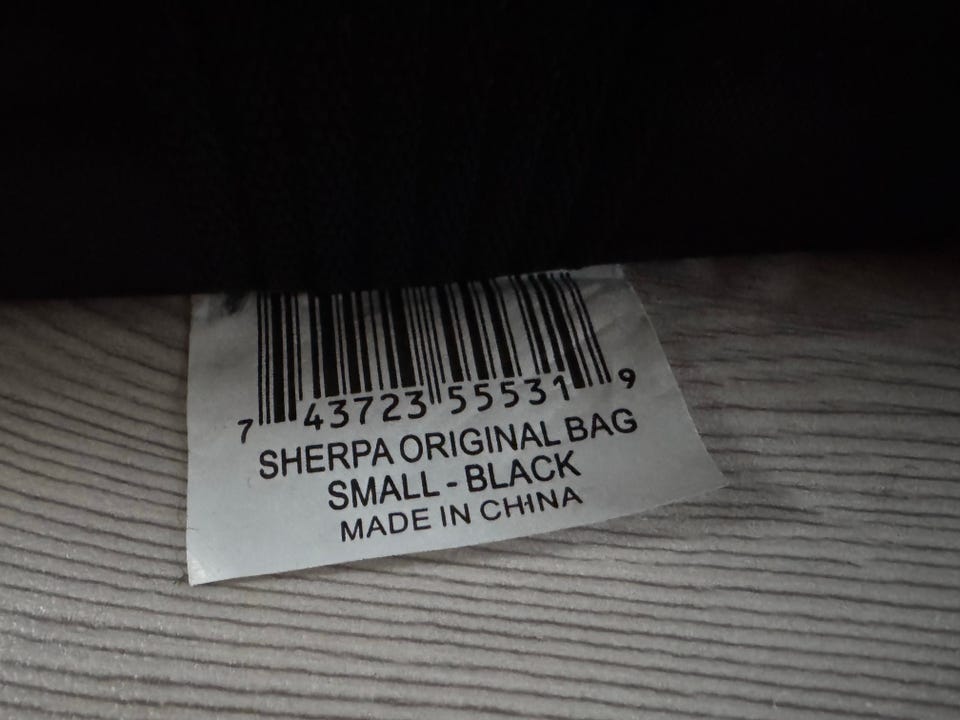 7 43723 55531 9
SHERPA ORIGINAL BAG
SMALL - BLACK
MADE IN CHINA